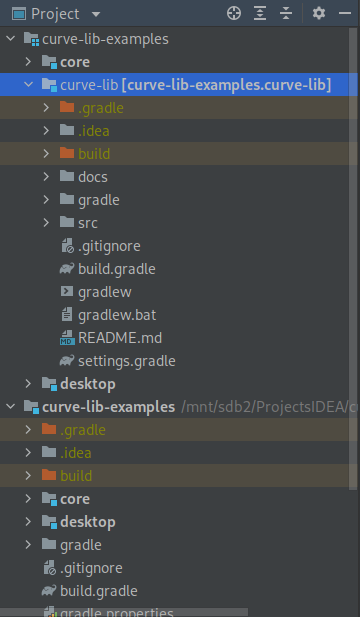 Project
curve-lib-examples
core
curve-lib [curve-lib-examples.curve-lib]
.gradle
.idea
build
docs
gradle
src
.gitignore
build.gradle
gradlew
gradlew.bat
MD README.md
settings.gradle
desktop
curve-lib-examples /mnt/sdb2/ProjectsIDEA/c
.gradle
.idea
build
core
desktop
gradle
.gitignore
build.gradle
gradle.properties